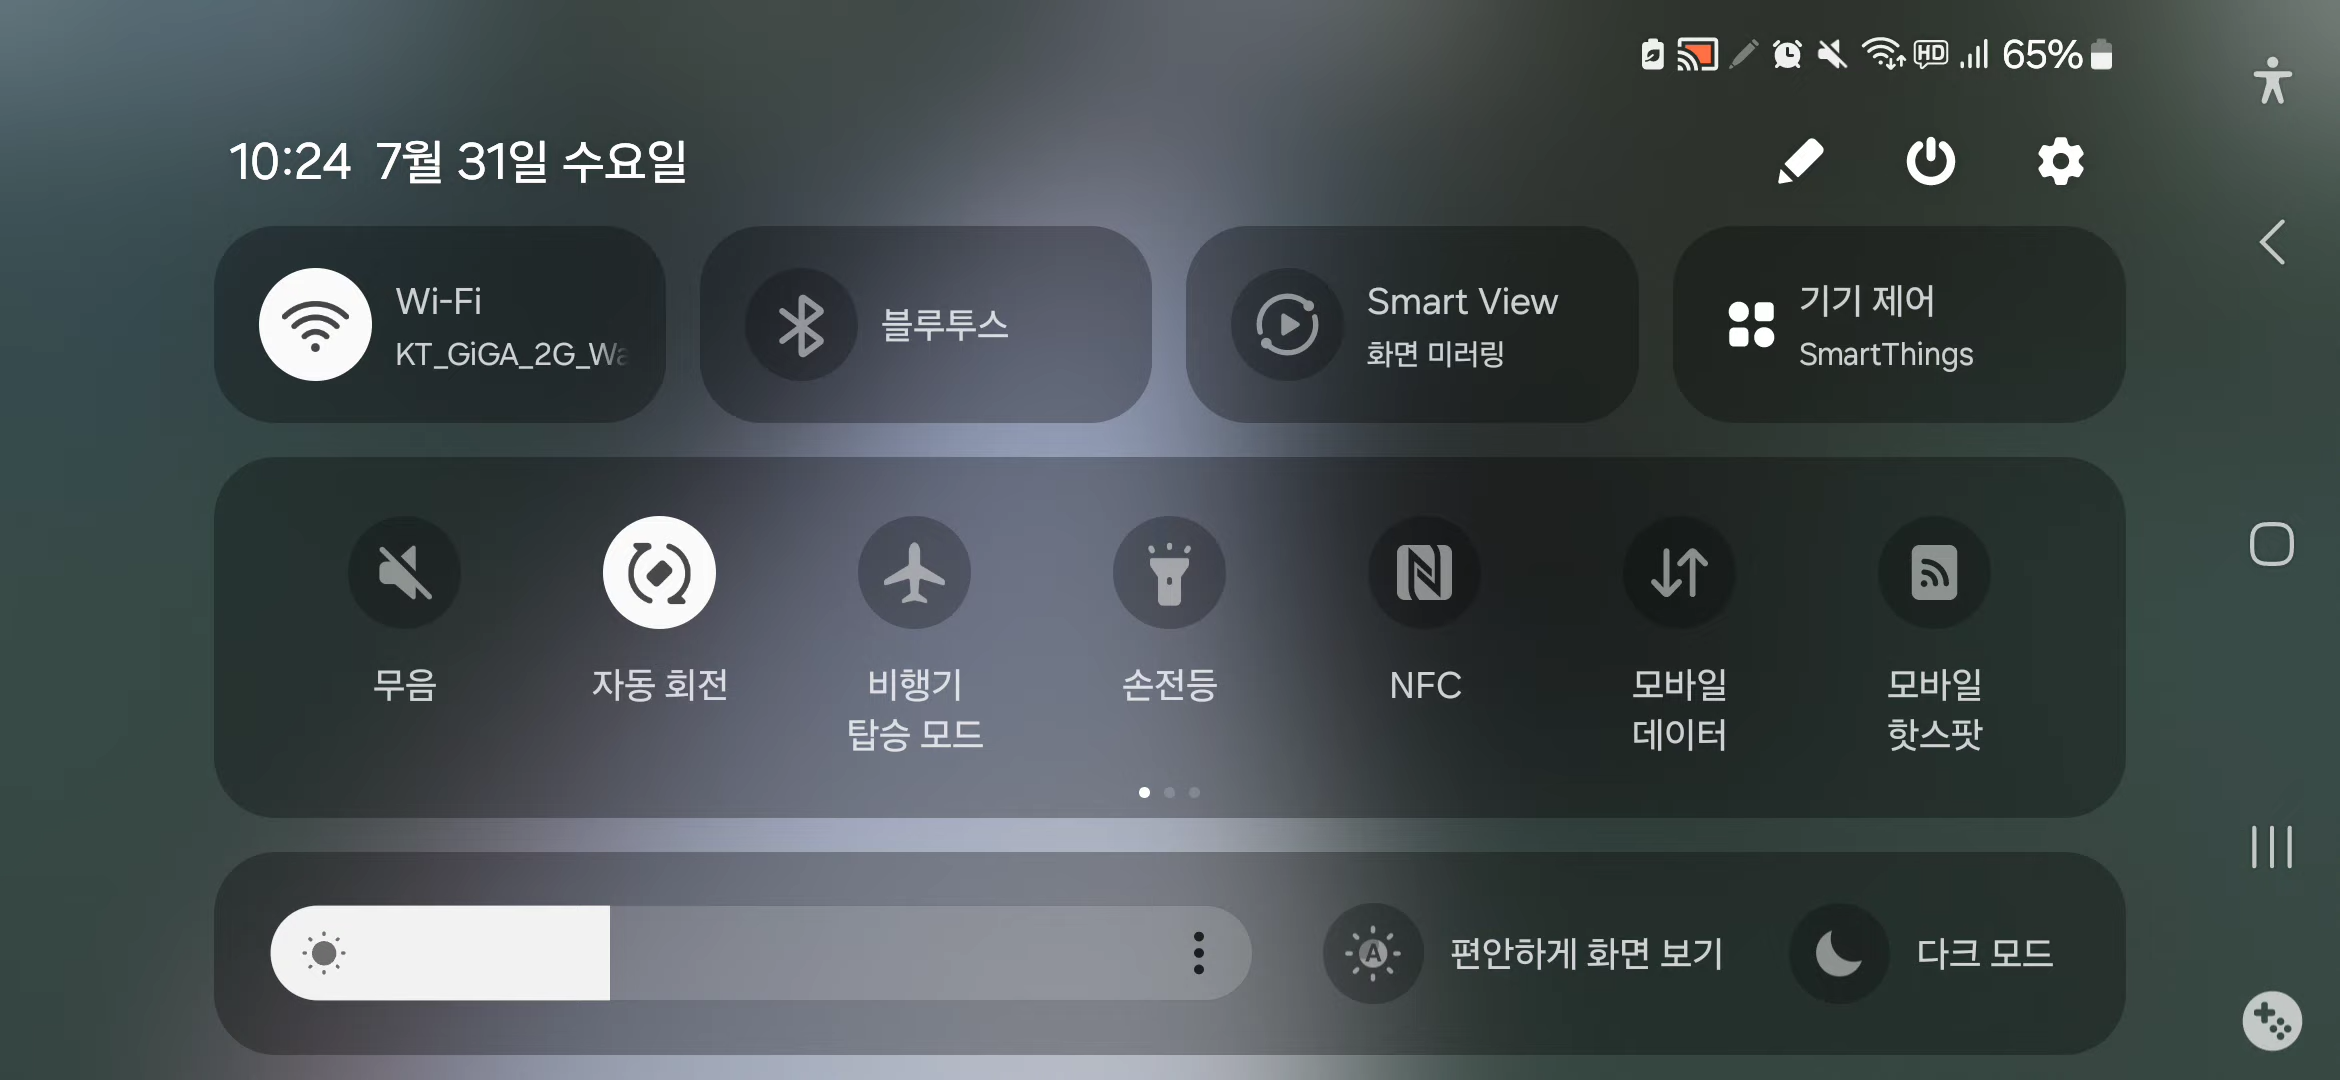 HD 65%
10:24 7월 31일 수요일
Wi-Fi
KT_GiGA_2G_Wa
블루투스
Smart View
화면 미러링
기기 제어
SmartThings
무음
자동 회전
비행기
탑승 모드
손전등
NFC
모바일
데이터
모바일
핫스팟
A
편안하게 화면 보기
다크 모드